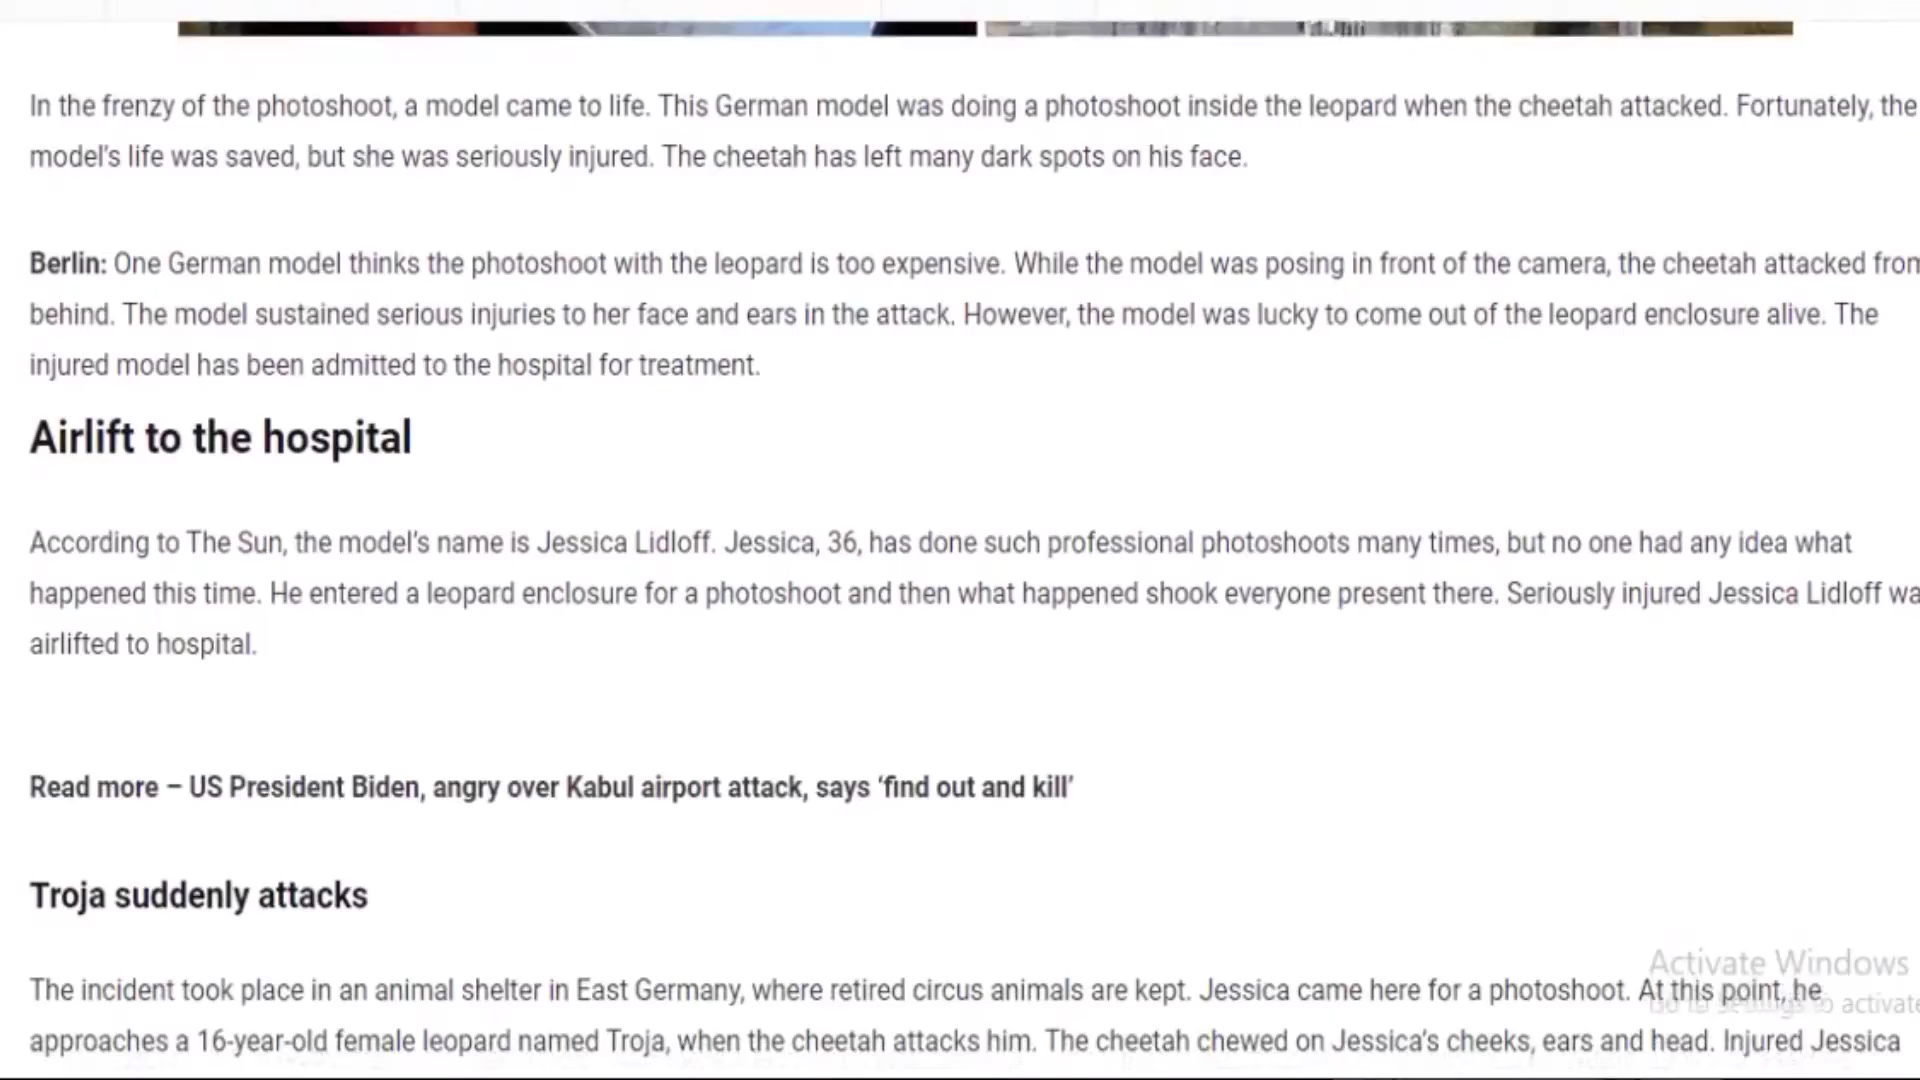 In the frenzy of the photoshoot, a model came to life. This German model was doing a photoshoot inside the leopard when the cheetah attacked. Fortunately, the
model's life was saved, but she was seriously injured. The cheetah has left many dark spots on his face.
Berlin: One German model thinks the photoshoot with the leopard is too expensive. While the model was posing in front of the camera, the cheetah attacked from
behind. The model sustained serious injuries to her face and ears in the attack. However, the model was lucky to come out of the leopard enclosure alive. The
injured model has been admitted to the hospital for treatment.
Airlift to the hospital
According to The Sun, the model's name is Jessica Lidloff. Jessica, 36, has done such professional photoshoots many times, but no one had any idea what
happened this time. He entered a leopard enclosure for a photoshoot and then what happened shook everyone present there. Seriously injured Jessica Lidloff wa
airlifted to hospital.
Read more – US President Biden, angry over Kabul airport attack, says ‘find out and kill’
Troja suddenly attacks
The incident took place in an animal shelter in East Germany, where retired circus animals are kept. Jessica came here for a photoshoot. At this point, he
approaches a 16-year-old female leopard named Troja, when the cheetah attacks him. The cheetah chewed on Jessica's cheeks, ears and head. Injured Jessica
Activate Windows
Go to Settings to activate